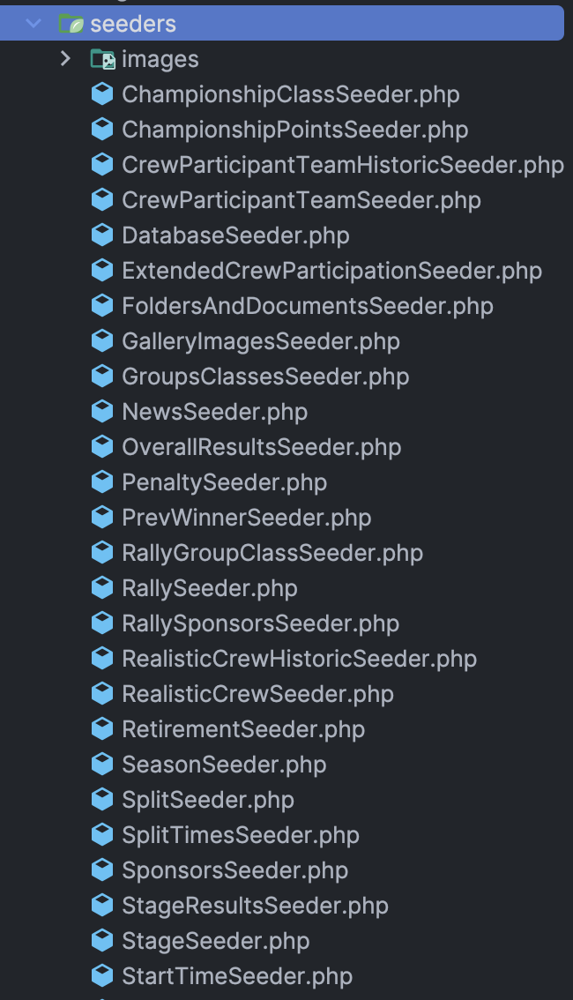 seeders
images
ChampionshipClassSeeder.php
ChampionshipPointsSeeder.php
CrewParticipantTeamHistoricSeeder.php
CrewParticipantTeamSeeder.php
DatabaseSeeder.php
ExtendedCrewParticipationSeeder.php
FoldersAndDocumentsSeeder.php
GalleryImagesSeeder.php
GroupsClassesSeeder.php
NewsSeeder.php
OverallResultsSeeder.php
PenaltySeeder.php
PrevWinnerSeeder.php
RallyGroupClassSeeder.php
RallySeeder.php
RallySponsorsSeeder.php
RealisticCrewHistoricSeeder.php
RealisticCrewSeeder.php
RetirementSeeder.php
SeasonSeeder.php
SplitSeeder.php
SplitTimesSeeder.php
SponsorsSeeder.php
StageResultsSeeder.php
StageSeeder.php
StartTimeSeeder.php